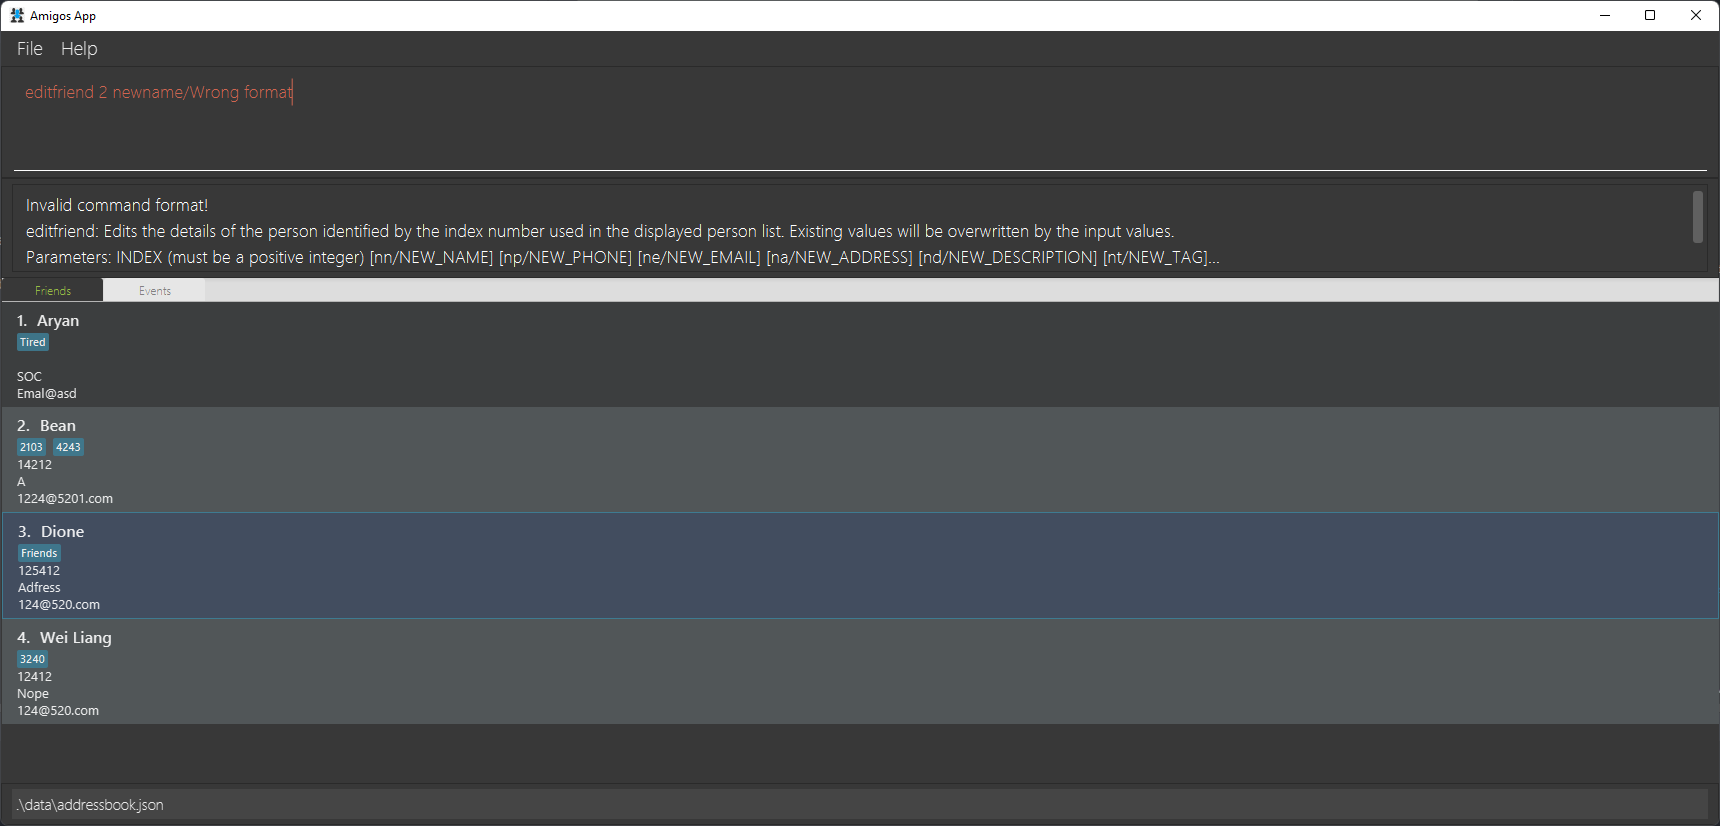 Amigos App
File Help
editfriend 2 newname/Wrong format
Invalid command format!
editfriend: Edits the details of the person identified by the index number used in the displayed person list. Existing values will be overwritten by the input values.
Parameters: INDEX (must be a positive integer) [nn/NEW_NAME] [np/NEW_PHONE] [ne/NEW_EMAIL] [na/NEW_ADDRESS] [nd/NEW_DESCRIPTION] [nt/NEW_TAG]...
Friends Events
1. Aryan
Tired
SOC
Emal@asd
2. Bean
2103 4243
14212
A
1224@5201.com
3. Dione
Friends
125412
Adfress
124@520.com
4. Wei Liang
3240
12412
Nope
124@520.com
.\data\addressbook.json